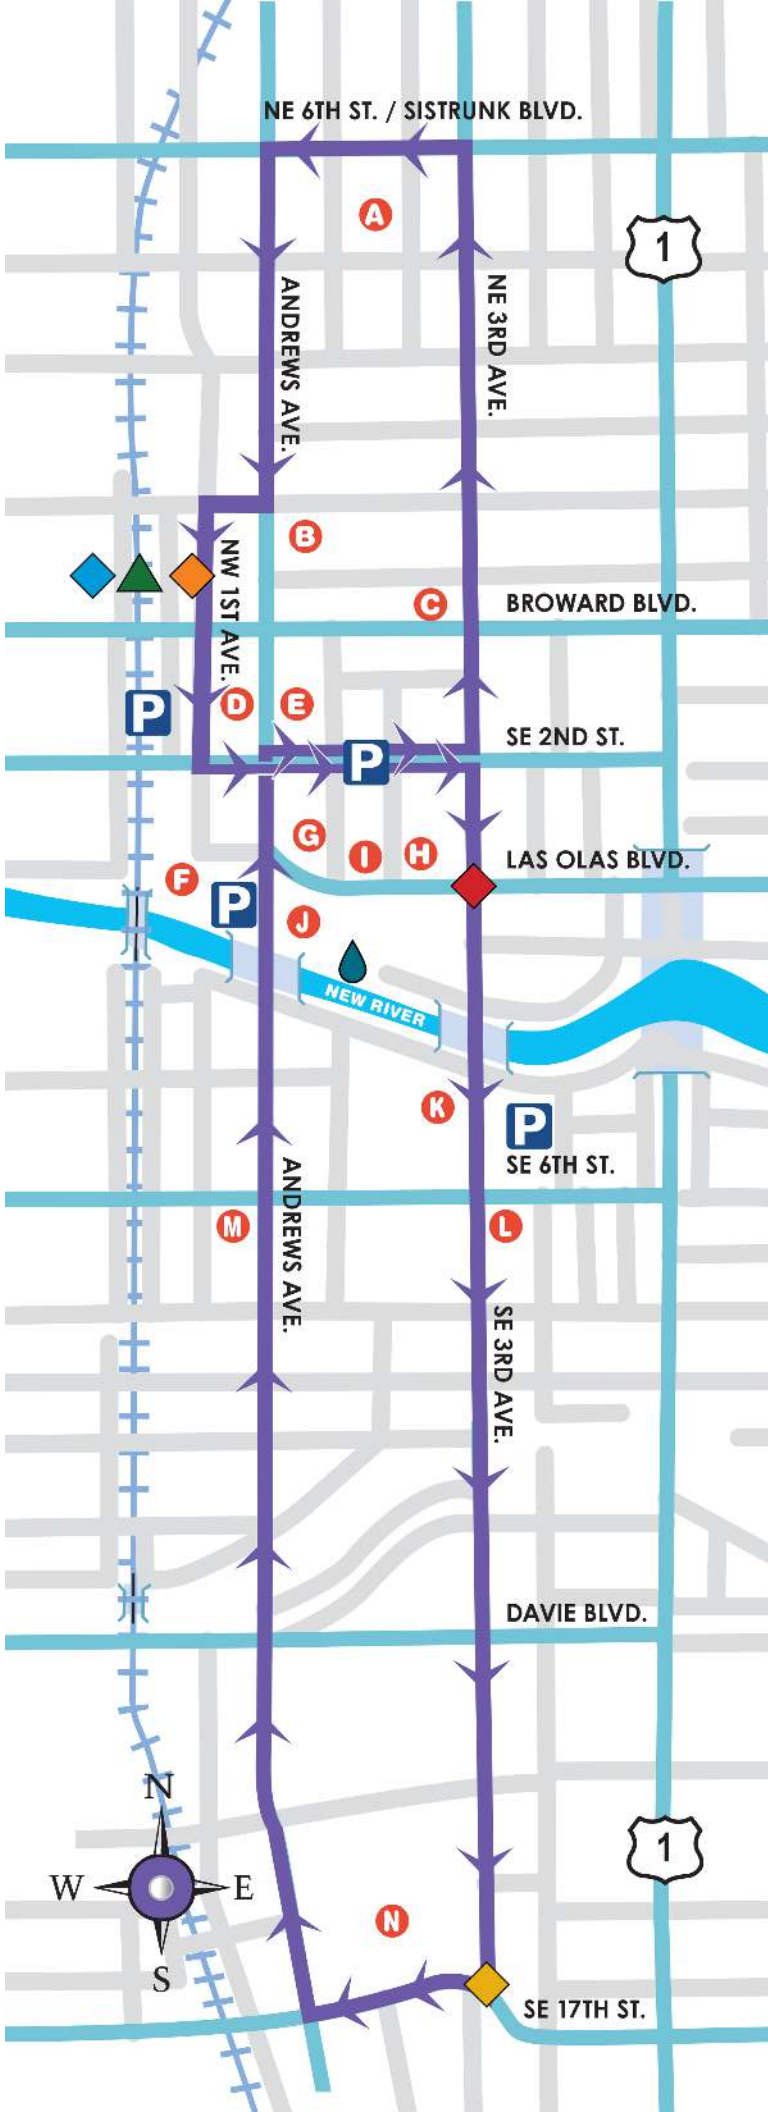 NE 6TH ST. / SISTRUNK BLVD.
A
1
ANDREWS AVE.
NE 3RD AVE.
B
NW 1ST AVE.
C
BROWARD BLVD.
D
E
P
SE 2ND ST.
P
G
I
H
LAS OLAS BLVD.
F
P
J
NEW RIVER
K
P
SE 6TH ST.
M
ANDREWS AVE.
L
SE 3RD AVE.
DAVIE BLVD.
N
W
E
S
1
N
SE 17TH ST.